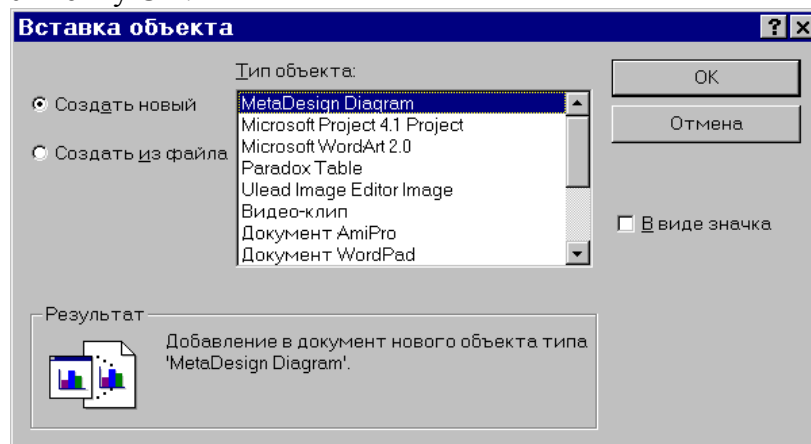 Вставка объекта
Тип объекта:
Создать новый
Создать из файла
MetaDesign Diagram
Microsoft Project 4.1 Project
Microsoft WordArt 2.0
Paradox Table
Ulead Image Editor Image
Видео-клип
Документ AmiPro
Документ WordPad
OK
Отмена
В виде значка
Результат
Добавление в документ нового объекта типа
'MetaDesign Diagram'.